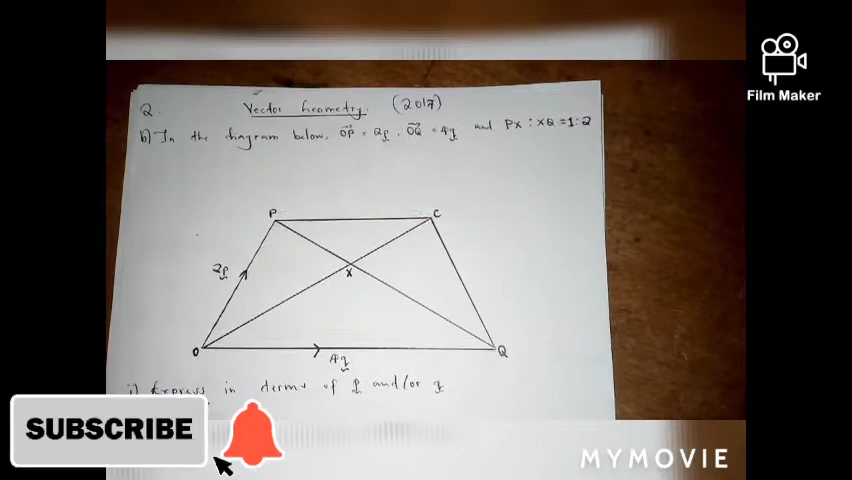 Film Maker
Q. Vector Geometry. (2017)
b) In the diagram below, OP = 2p, OQ = 4q and PX : XQ = 1:2
P
C
2p
X
O
4q
Q
i) Express in terms of p and/or q
SUBSCRIBE
MYMOVIE